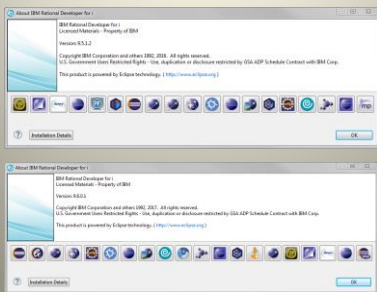 About IBM Rational Developer for i
IBM Rational Developer for i
Licensed Materials - Property of IBM
Version: 9.5.1.2
Copyright IBM Corporation and others 1992, 2016. All rights reserved.
U.S. Government Users Restricted Rights - Use, duplication or disclosure restricted by GSA ADP Schedule Contract with IBM Corp.
This product is powered by Eclipse technology. ( http://www.eclipse.org )
Installation Details
OK
About IBM Rational Developer for i
IBM Rational Developer for i
Licensed Materials - Property of IBM
Version: 9.6.0.1
Copyright IBM Corporation and others 1992, 2017. All rights reserved.
U.S. Government Users Restricted Rights - Use, duplication or disclosure restricted by GSA ADP Schedule Contract with IBM Corp.
This product is powered by Eclipse technology. ( http://www.eclipse.org )
Installation Details
OK